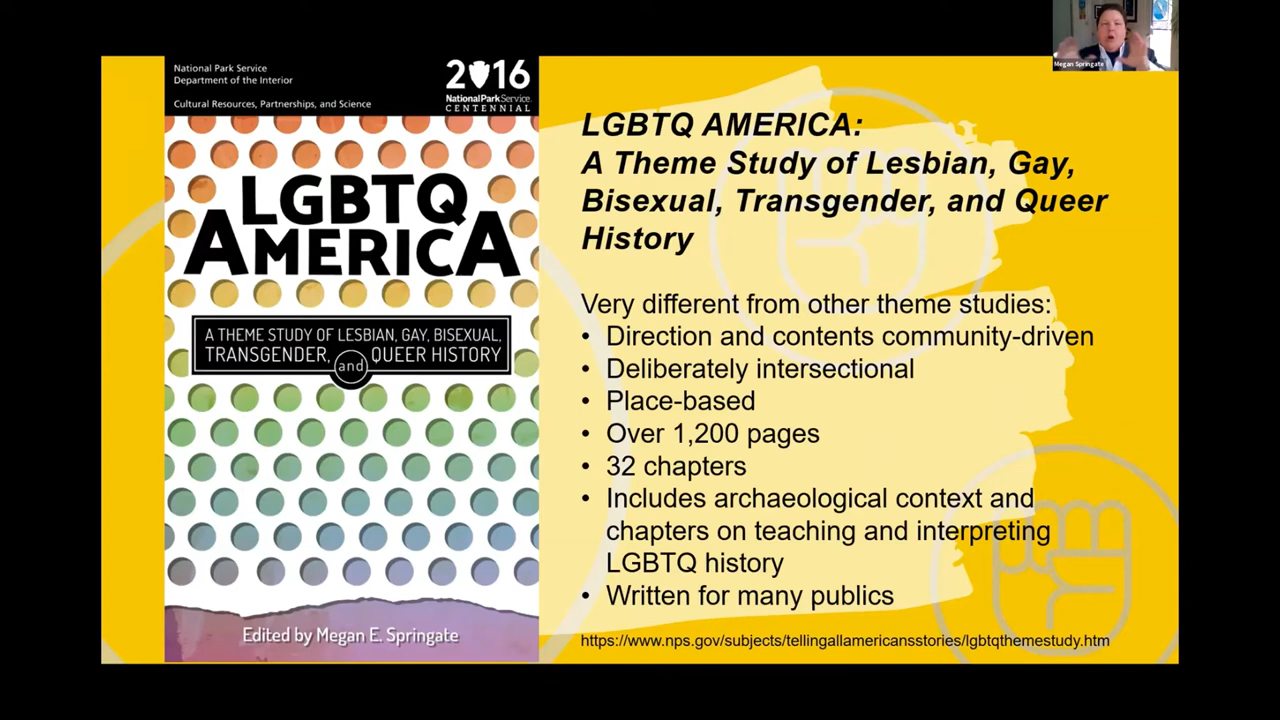 Megan Springate
National Park Service
Department of the Interior
Cultural Resources, Partnerships, and Science
2016
NationalParkService
CENTENNIAL
LGBTQ
AMERICA
A THEME STUDY OF LESBIAN, GAY, BISEXUAL,
TRANSGENDER, and QUEER HISTORY
Edited by Megan E. Springate
LGBTQ AMERICA:
A Theme Study of Lesbian, Gay,
Bisexual, Transgender, and Queer
History
Very different from other theme studies:
• Direction and contents community-driven
• Deliberately intersectional
• Place-based
• Over 1,200 pages
• 32 chapters
• Includes archaeological context and
chapters on teaching and interpreting
LGBTQ history
• Written for many publics
https://www.nps.gov/subjects/tellingallamericansstories/lgbtqthemestudy.htm